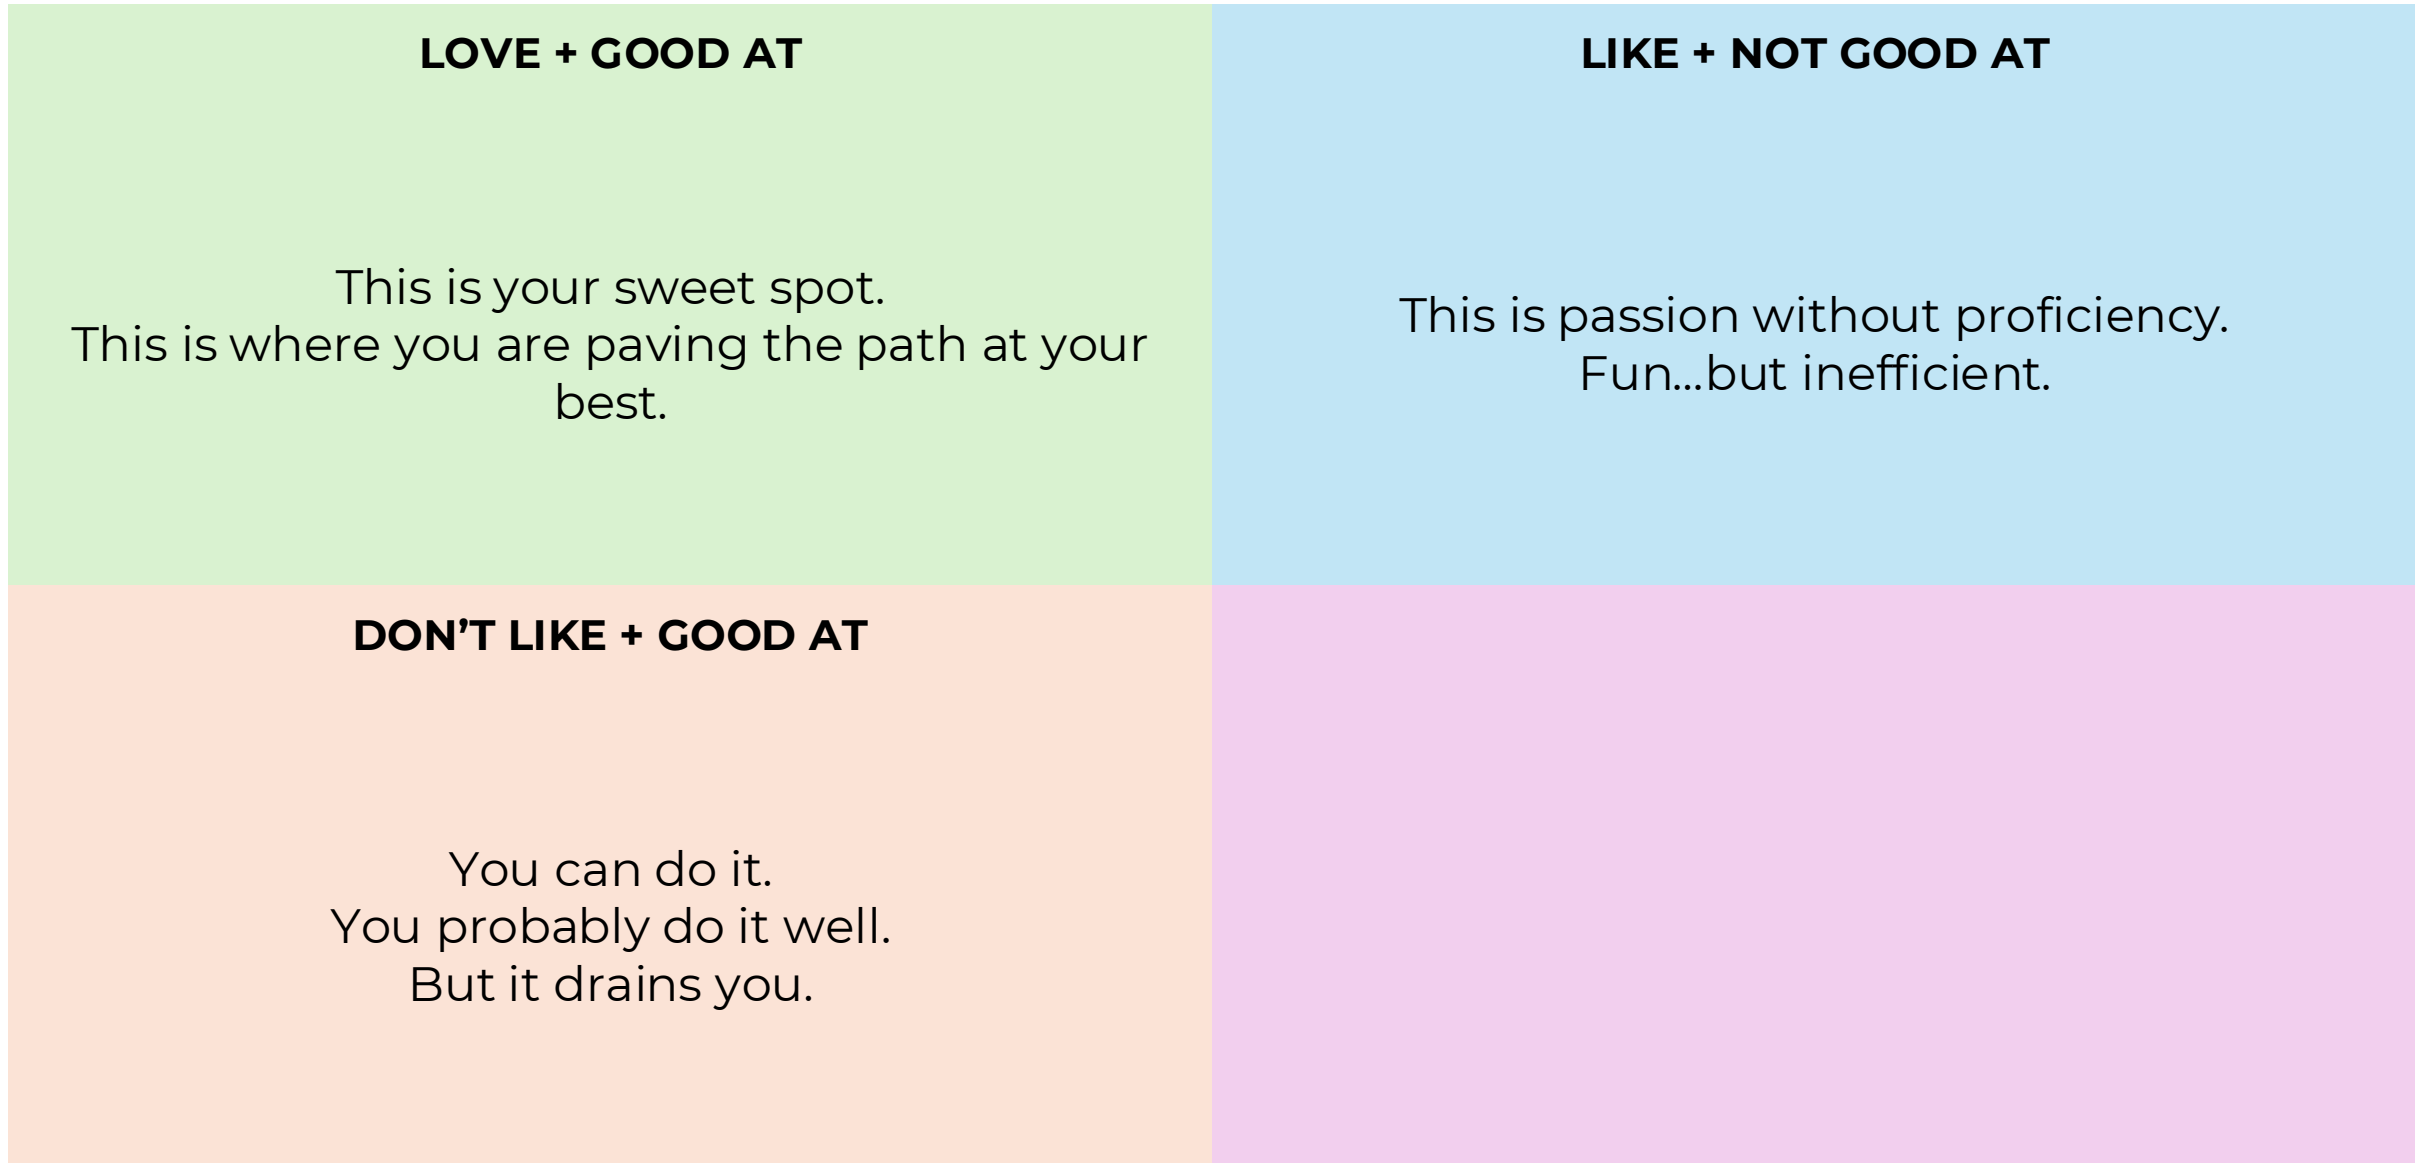 LOVE + GOOD AT
This is your sweet spot.
This is where you are paving the path at your
best.
LIKE + NOT GOOD AT
This is passion without proficiency.
Fun...but inefficient.
DON’T LIKE + GOOD AT
You can do it.
You probably do it well.
But it drains you.